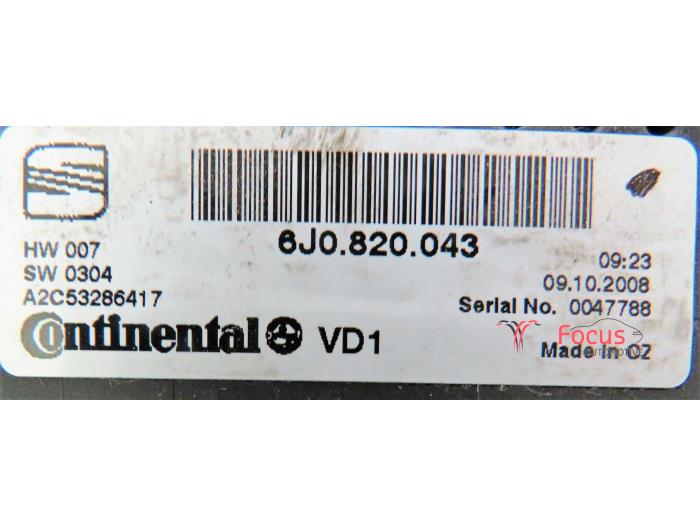 6J0.820.043
HW 007
SW 0304
A2C53286417
09:23
09.10.2008
Serial No. 0047788
Continental VD1
Made in CZ
Focus
AUTOMOTIVE